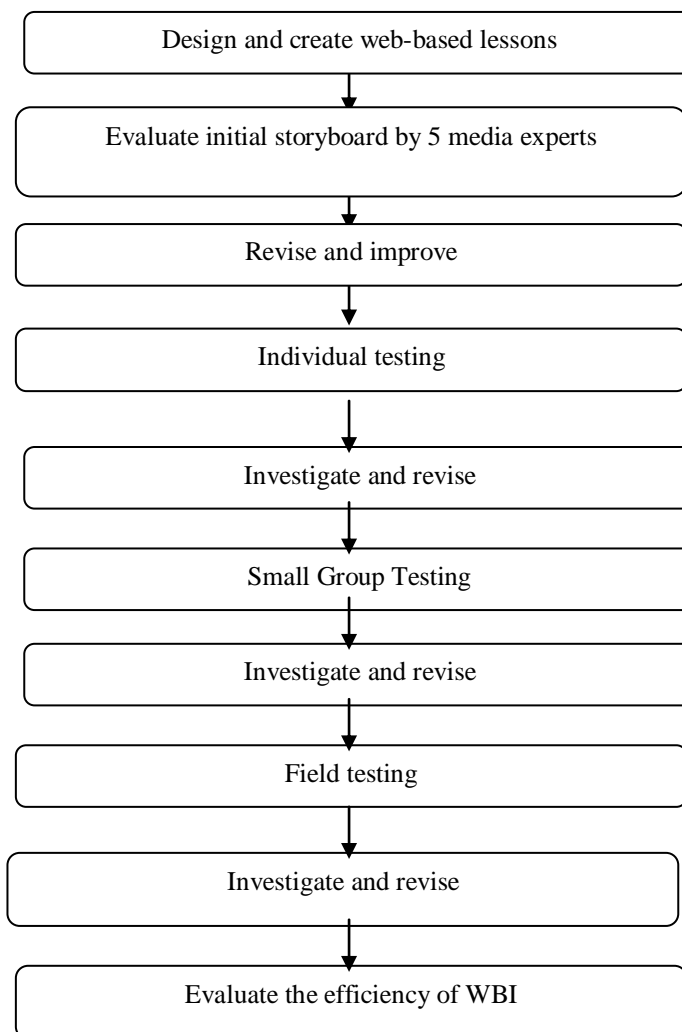 Design and create web-based lessons
Evaluate initial storyboard by 5 media experts
Revise and improve
Individual testing
Investigate and revise
Small Group Testing
Investigate and revise
Field testing
Investigate and revise
Evaluate the efficiency of WBI